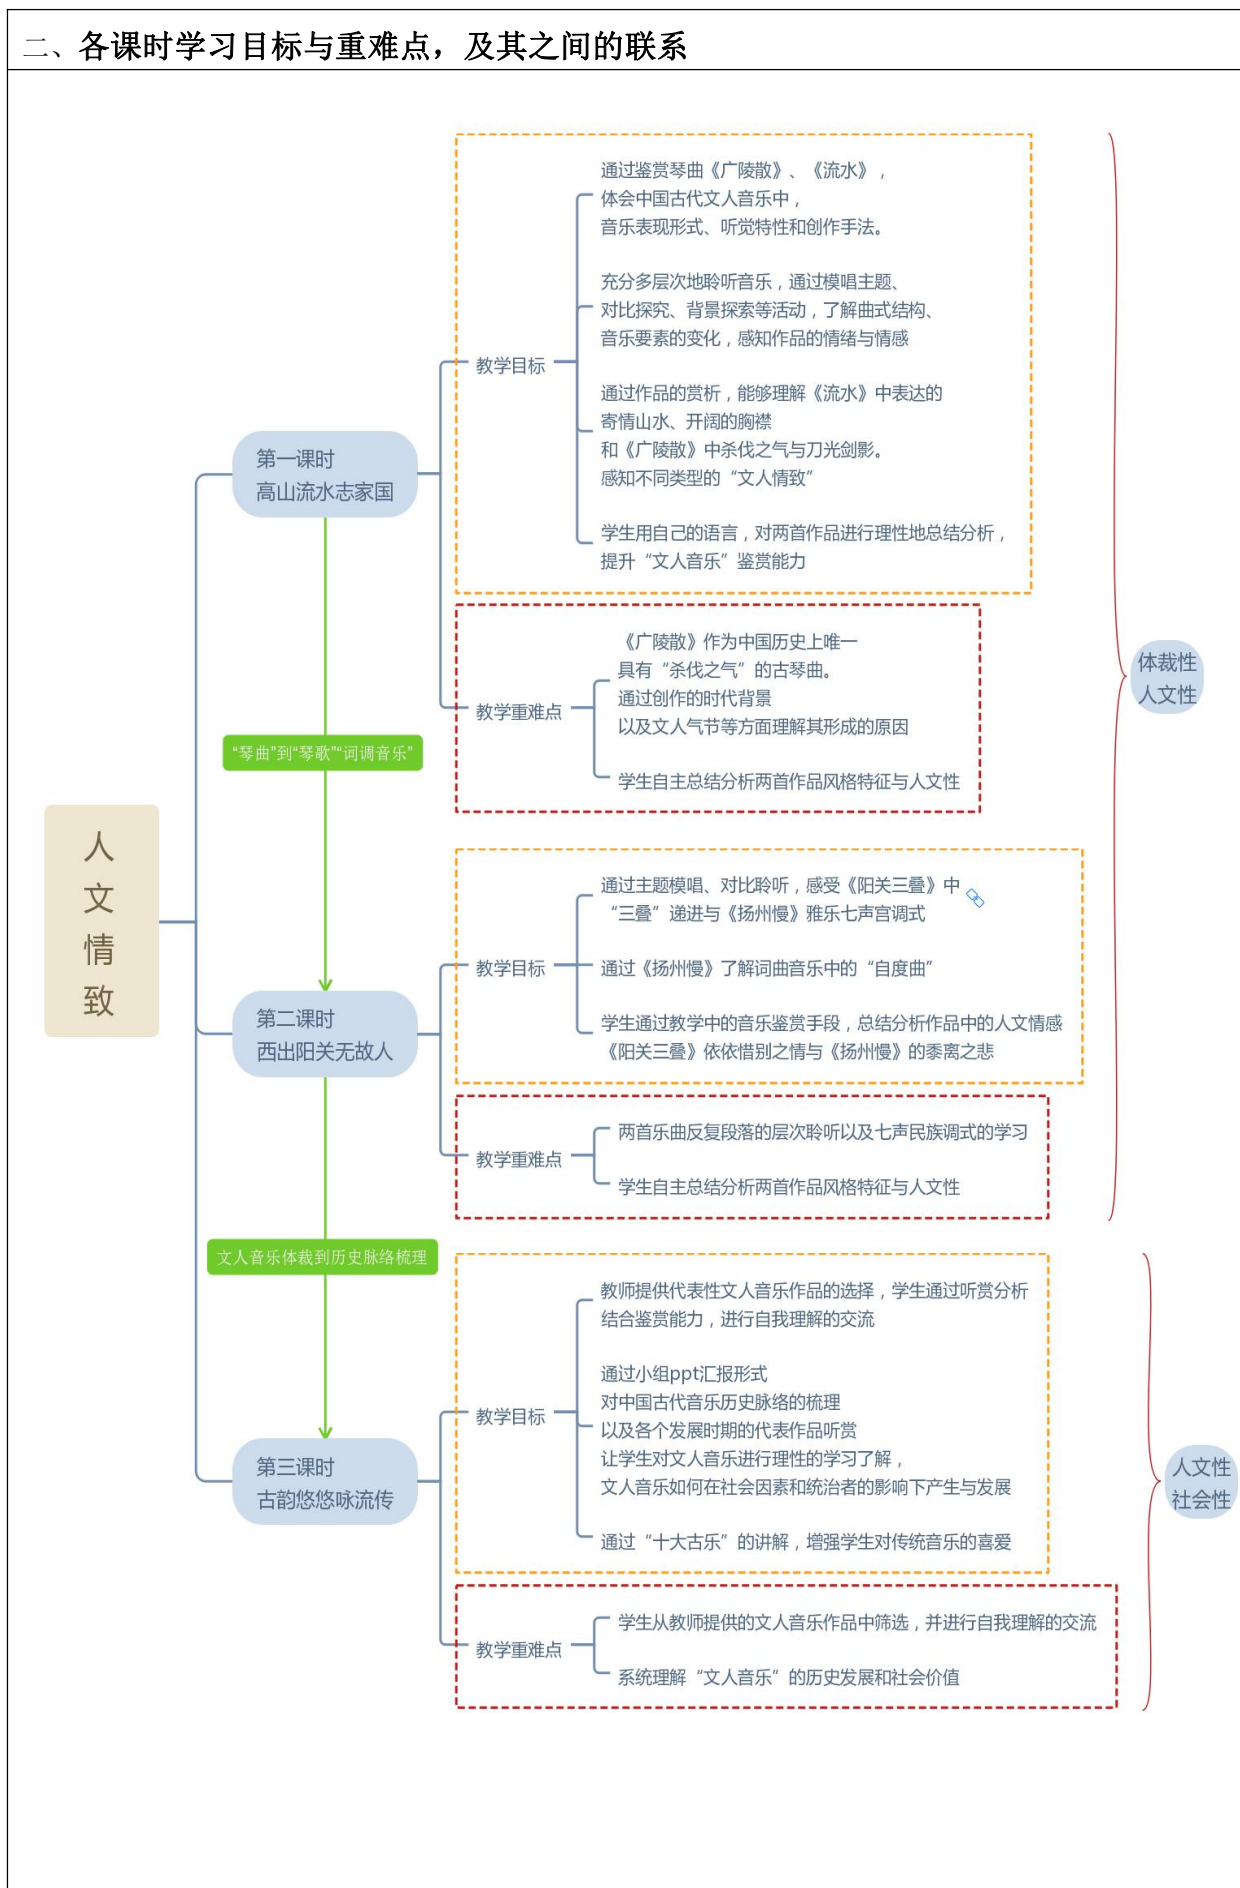 二、各课时学习目标与重难点，及其之间的联系
人
文
情
致
第一课时
高山流水志家国
教学目标
通过鉴赏琴曲《广陵散》、《流水》，
体会中国古代文人音乐中，
音乐表现形式、听觉特性和创作手法。
充分多层次地聆听音乐，通过模唱主题、
对比探究、背景探索等活动，了解曲式结构、
音乐要素的变化，感知作品的情绪与情感
通过作品的赏析，能够理解《流水》中表达的
寄情山水、开阔的胸襟
和《广陵散》中杀伐之气与刀光剑影。
感知不同类型的“文人情致”
学生用自己的语言，对两首作品进行理性地总结分析，
提升“文人音乐”鉴赏能力
教学重难点
《广陵散》作为中国历史上唯一
具有“杀伐之气”的古琴曲。
通过创作的时代背景
以及文人气节等方面理解其形成的原因
学生自主总结分析两首作品风格特征与人文性
体裁性
人文性
“琴曲”到“琴歌”“词调音乐”
第二课时
西出阳关无故人
教学目标
通过主题模唱、对比聆听，感受《阳关三叠》中
“三叠”递进与《扬州慢》雅乐七声宫调式
通过《扬州慢》了解词曲音乐中的“自度曲”
学生通过教学中的音乐鉴赏手段，总结分析作品中的人文情感
《阳关三叠》依依惜别之情与《扬州慢》的黍离之悲
教学重难点
两首乐曲反复段落的层次聆听以及七声民族调式的学习
学生自主总结分析两首作品风格特征与人文性
文人音乐体裁到历史脉络梳理
第三课时
古韵悠悠咏流传
教学目标
教师提供代表性文人音乐作品的选择，学生通过听赏分析
结合鉴赏能力，进行自我理解的交流
通过小组ppt汇报形式
对中国古代音乐历史脉络的梳理
以及各个发展时期的代表作品听赏
让学生对文人音乐进行理性的学习了解，
文人音乐如何在社会因素和统治者的影响下产生与发展
通过“十大古乐”的讲解，增强学生对传统音乐的喜爱
教学重难点
学生从教师提供的文人音乐作品中筛选，并进行自我理解的交流
系统理解“文人音乐”的历史发展和社会价值
人文性
社会性